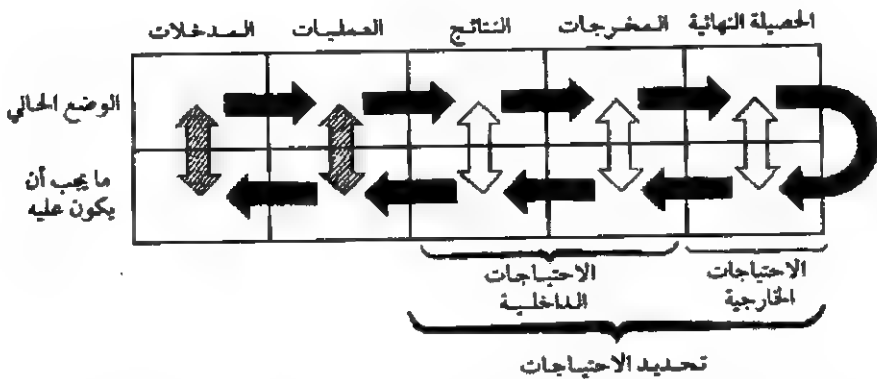 الحصيلة النهائية
المخرجات
النتائج
العمليات
المدخلات
الوضع الحالي
ما يجب أن
يكون عليه
الاحتياجات
الخارجية
الاحتياجات
الداخلية
تحديد الاحتياجات